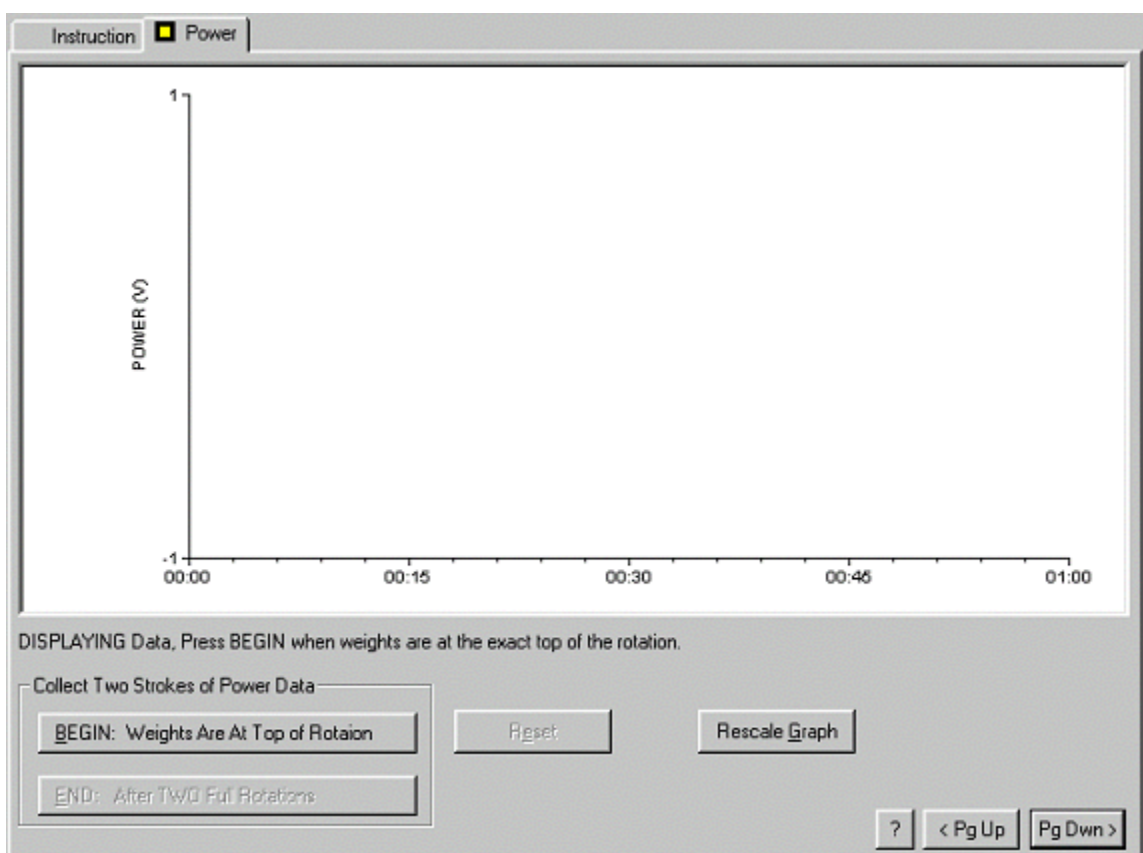 Instruction Power
1
POWER (V)
-1
00:00 00:15 00:30 00:45 01:00
DISPLAYING Data, Press BEGIN when weights are at the exact top of the rotation.
Collect Two Strokes of Power Data
BEGIN: Weights Are At Top of Rotaion
Reset
Rescale Graph
END: After TWO Full Rotations
? < Pg Up Pg Dwn >